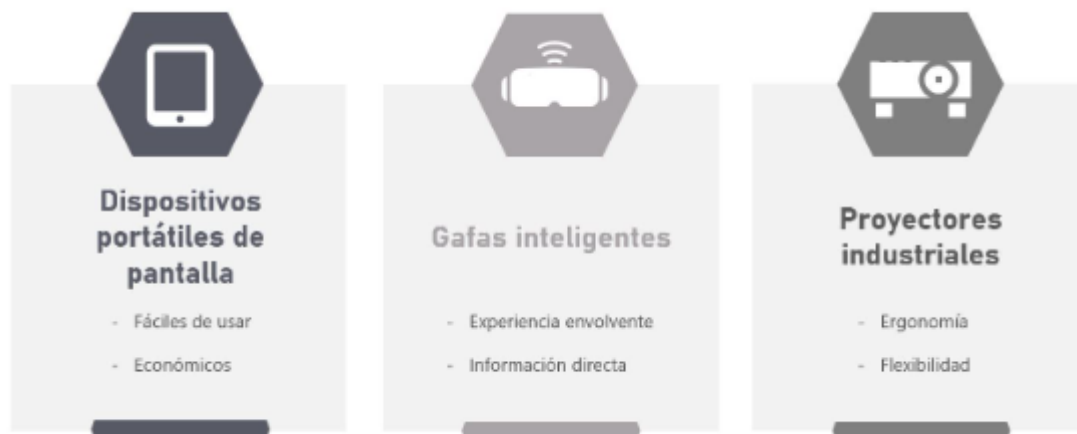 Dispositivos
portátiles de
pantalla
- Fáciles de usar
- Económicos
Gafas inteligentes
- Experiencia envolvente
- Información directa
Proyectores
industriales
- Ergonomía
- Flexibilidad